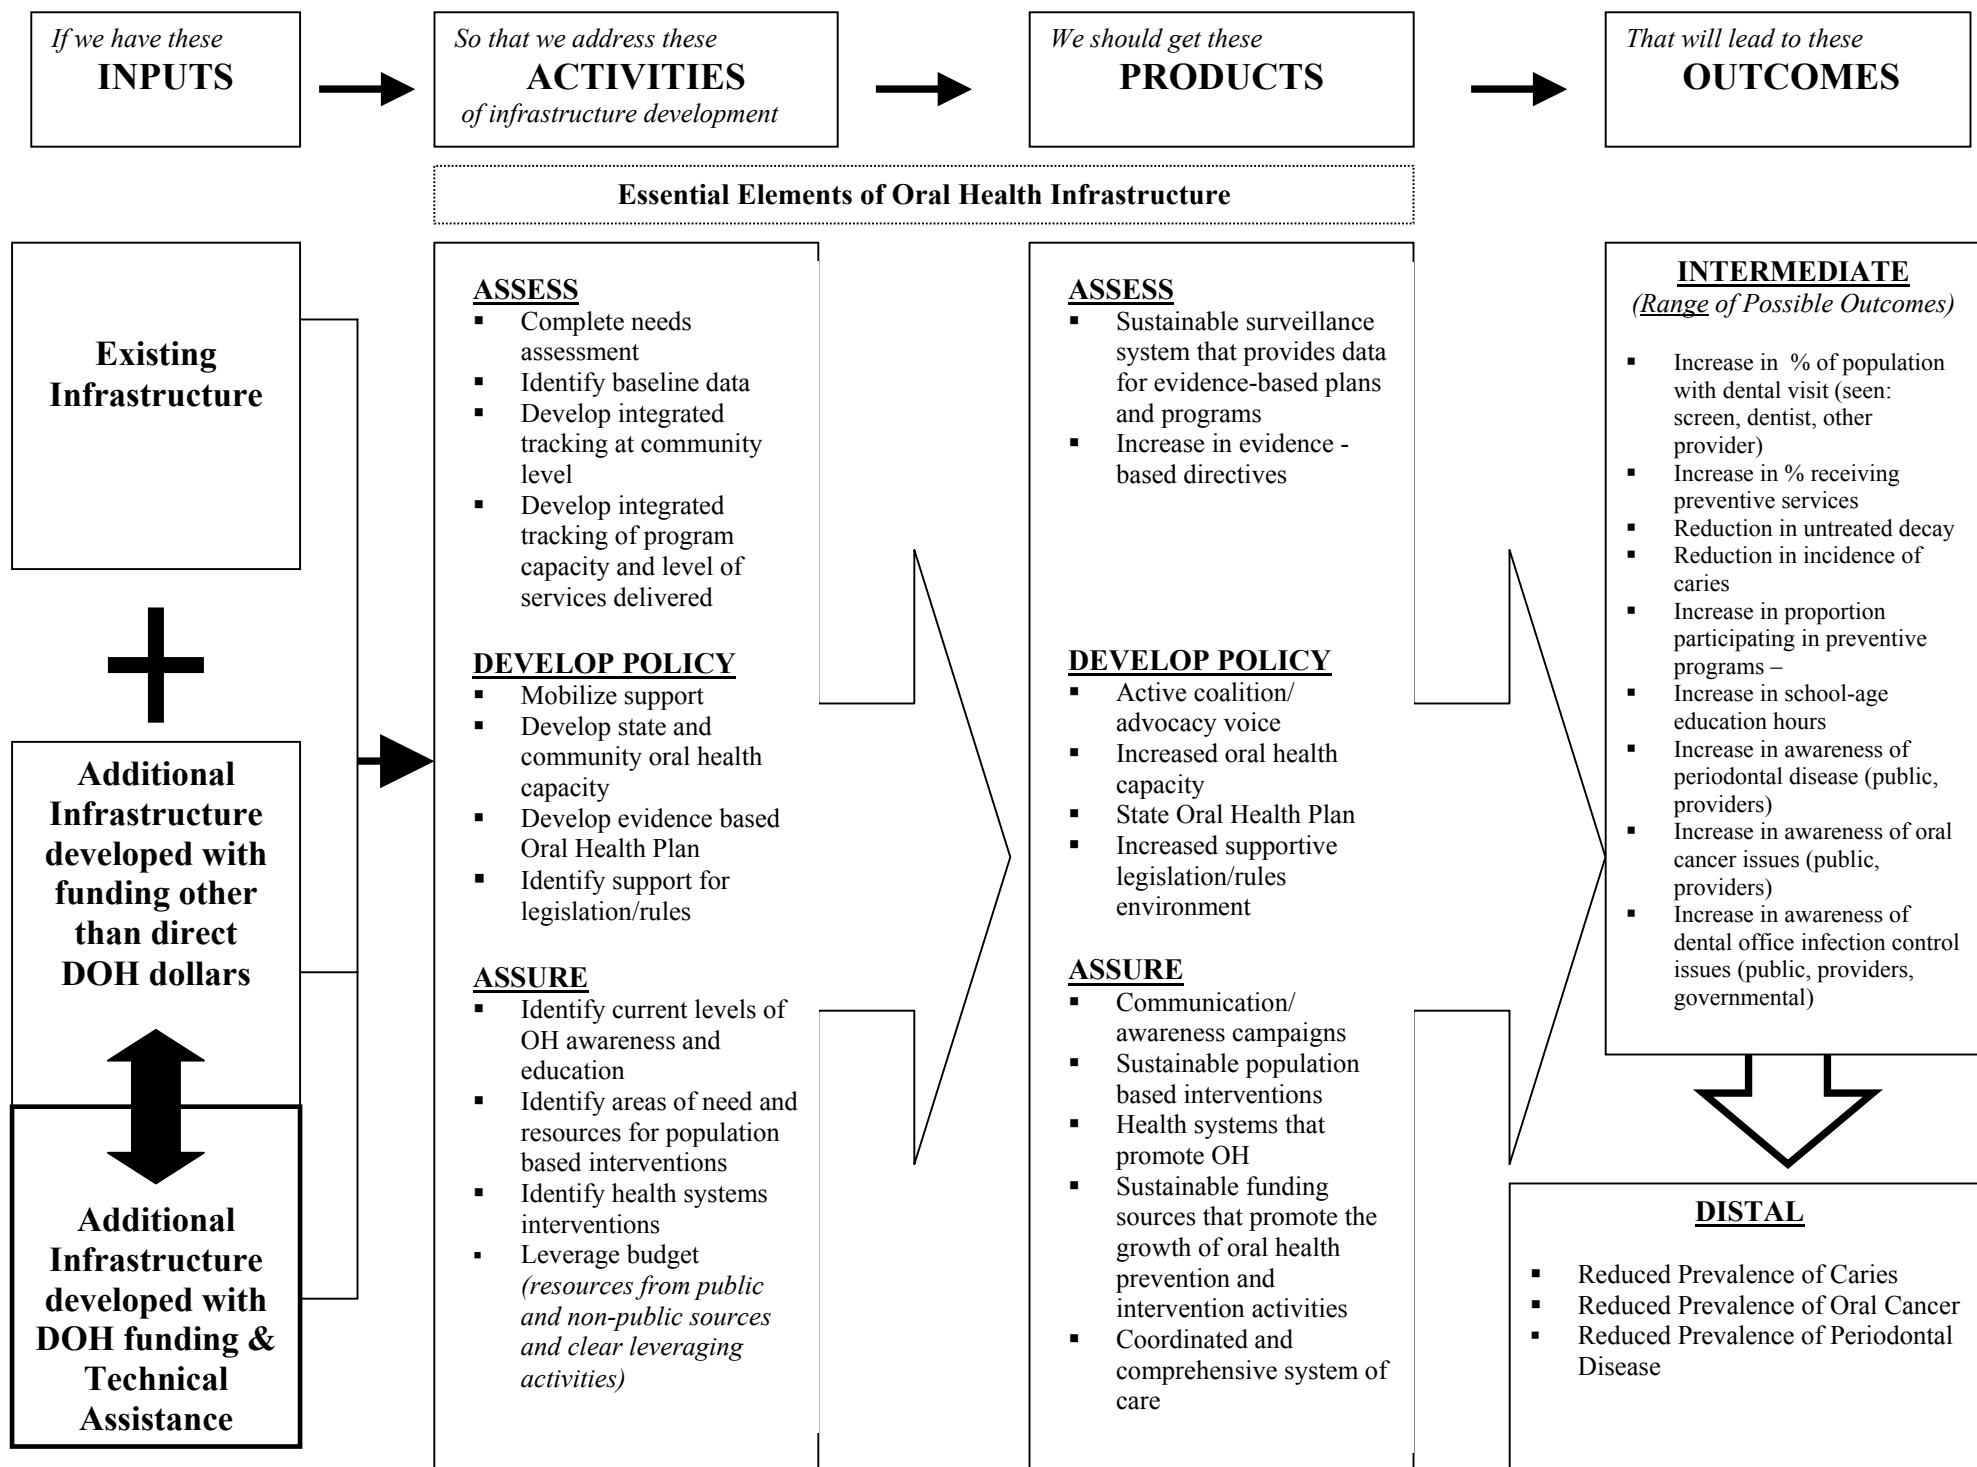 If we have these
INPUTS
So that we address these
ACTIVITIES
of infrastructure development
We should get these
PRODUCTS
That will lead to these
OUTCOMES
Essential Elements of Oral Health Infrastructure
Existing
Infrastructure
Additional
Infrastructure
developed with
funding other
than direct
DOH dollars
Additional
Infrastructure
developed with
DOH funding &
Technical
Assistance
ASSESS
▪ Complete needs
assessment
▪ Identify baseline data
▪ Develop integrated
tracking at community
level
▪ Develop integrated
tracking of program
capacity and level of
services delivered
DEVELOP POLICY
▪ Mobilize support
▪ Develop state and
community oral health
capacity
▪ Develop evidence based
Oral Health Plan
▪ Identify support for
legislation/rules
ASSURE
▪ Identify current levels of
OH awareness and
education
▪ Identify areas of need and
resources for population
based interventions
▪ Identify health systems
interventions
▪ Leverage budget
(resources from public
and non-public sources
and clear leveraging
activities)
ASSESS
▪ Sustainable surveillance
system that provides data
for evidence-based plans
and programs
▪ Increase in evidence -
based directives
DEVELOP POLICY
▪ Active coalition/
advocacy voice
▪ Increased oral health
capacity
▪ State Oral Health Plan
▪ Increased supportive
legislation/rules
environment
ASSURE
▪ Communication/
awareness campaigns
▪ Sustainable population
based interventions
▪ Health systems that
promote OH
▪ Sustainable funding
sources that promote the
growth of oral health
prevention and
intervention activities
▪ Coordinated and
comprehensive system of
care
INTERMEDIATE
(Range of Possible Outcomes)
▪ Increase in % of population
with dental visit (seen:
screen, dentist, other
provider)
▪ Increase in % receiving
preventive services
▪ Reduction in untreated decay
▪ Reduction in incidence of
caries
▪ Increase in proportion
participating in preventive
programs –
▪ Increase in school-age
education hours
▪ Increase in awareness of
periodontal disease (public,
providers)
▪ Increase in awareness of oral
cancer issues (public,
providers)
▪ Increase in awareness of
dental office infection control
issues (public, providers,
governmental)
DISTAL
▪ Reduced Prevalence of Caries
▪ Reduced Prevalence of Oral Cancer
▪ Reduced Prevalence of Periodontal
Disease